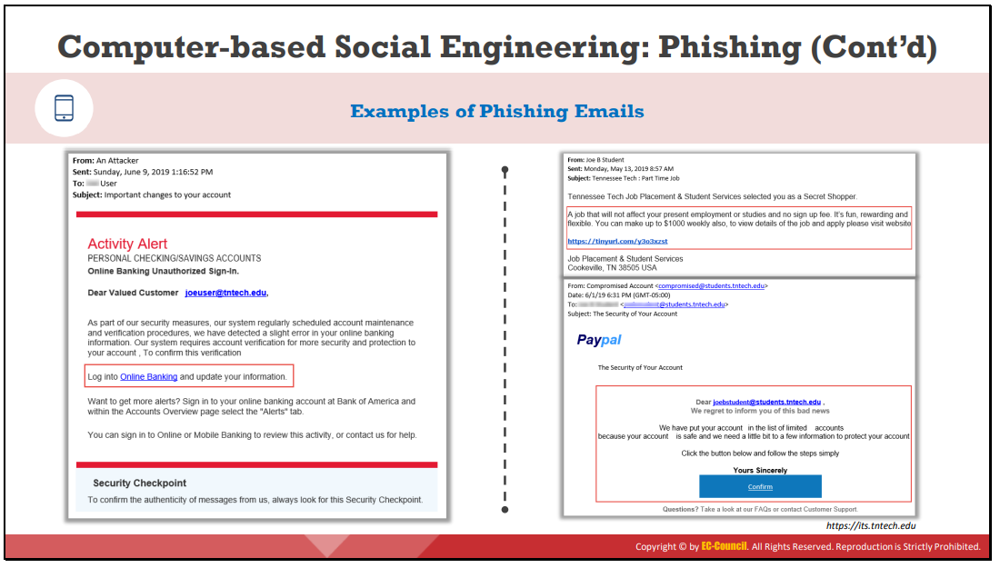 Computer-based Social Engineering: Phishing (Cont’d)
Examples of Phishing Emails
From: An Attacker
Sent: Sunday, June 9, 2019 1:16:52 PM
To: User
Subject: Important changes to your account
Activity Alert
PERSONAL CHECKING/SAVINGS ACCOUNTS
Online Banking Unauthorized Sign-In.
Dear Valued Customer joeuser@tntech.edu,
As part of our security measures, our system regularly scheduled account maintenance
and verification procedures, we have detected a slight error in your online banking
information. Our system requires account verification for more security and protection to
your account , To confirm this verification
Log into Online Banking and update your information.
Want to get more alerts? Sign in to your online banking account at Bank of America and
within the Accounts Overview page select the "Alerts" tab.
You can sign in to Online or Mobile Banking to review this activity, or contact us for help.
Security Checkpoint
To confirm the authenticity of messages from us, always look for this Security Checkpoint.
From: Joe B Student
Sent: Monday, May 13, 2019 8:57 AM
Subject: Tennessee Tech : Part Time Job
Tennessee Tech Job Placement & Student Services selected you as a Secret Shopper.
A job that will not affect your present employment or studies and no sign up fee. It's fun, rewarding and
flexible. You can make up to $1000 weekly also, to view details of the job and apply please visit website
https://tinyurl.com/y3o3xzst
Job Placement & Student Services
Cookeville, TN 38505 USA
From: Compromised Account <compromised@students.tntech.edu>
Date: 6/1/19 6:31 PM (GMT-05:00)
To: @students.tntech.edu>
Subject: The Security of Your Account
Paypal
The Security of Your Account
Dear joebstudent@students.tntech.edu ,
We regret to inform you of this bad news
We have put your account in the list of limited accounts
because your account is safe and we need a little bit to a few information to protect your account
Click the button below and follow the steps simply
Yours Sincerely
Confirm
Questions? Take a look at our FAQs or contact Customer Support.
https://its.tntech.edu
Copyright © by EC-Council. All Rights Reserved. Reproduction is Strictly Prohibited.